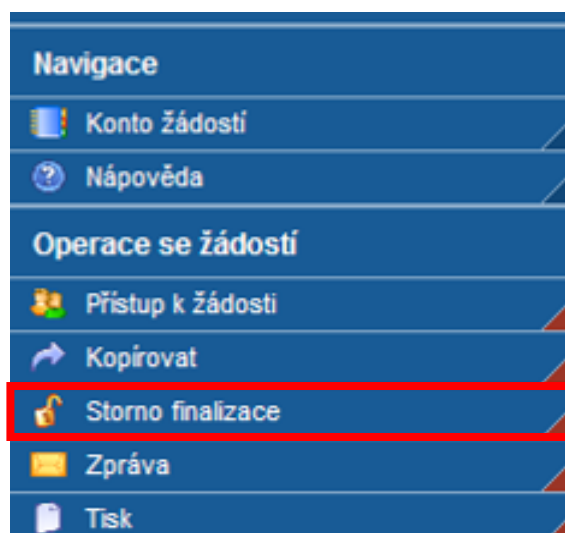 Navigace
Konto žádostí
Nápověda
Operace se žádostí
Přístup k žádosti
Kopírovat
Storno finalizace
Zpráva
Tisk